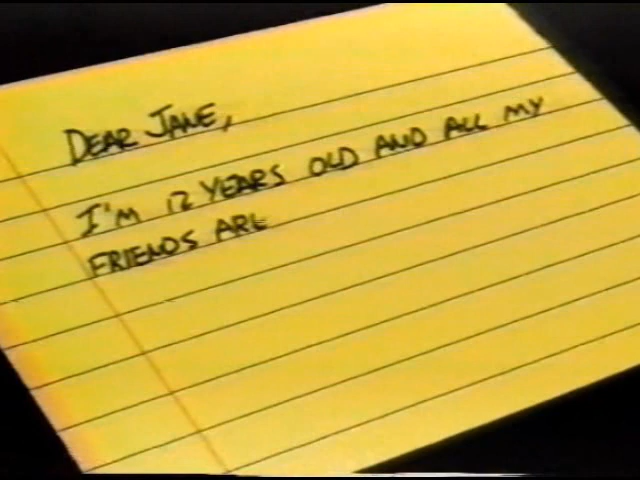 DEAR JANE,
I'M 12 YEARS OLD AND ALL MY
FRIENDS ARE